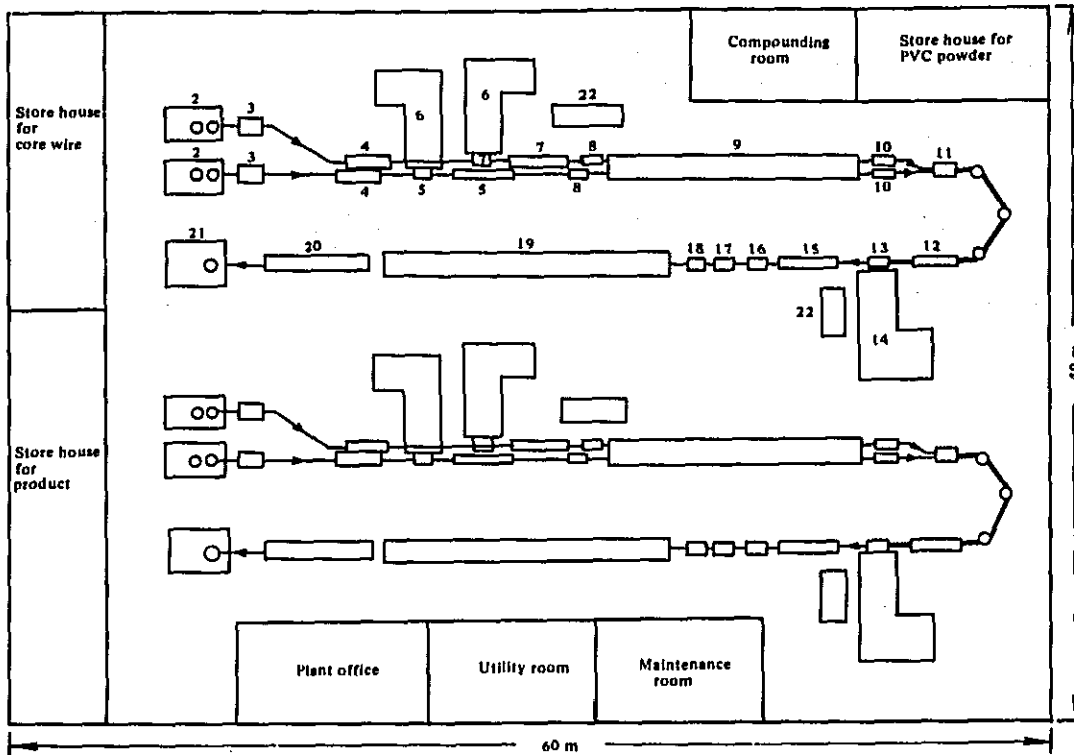 Compounding
room
Store house for
PVC powder
Store house
for
core wire
2
3
6
6
22
4
7
8
9
10
11
2
3
4
5
5
8
10
21
20
19
18
17
16
15
13
12
22
14
40 m
Store house
for
product
Plant office
Utility room
Maintenance
room
60 m